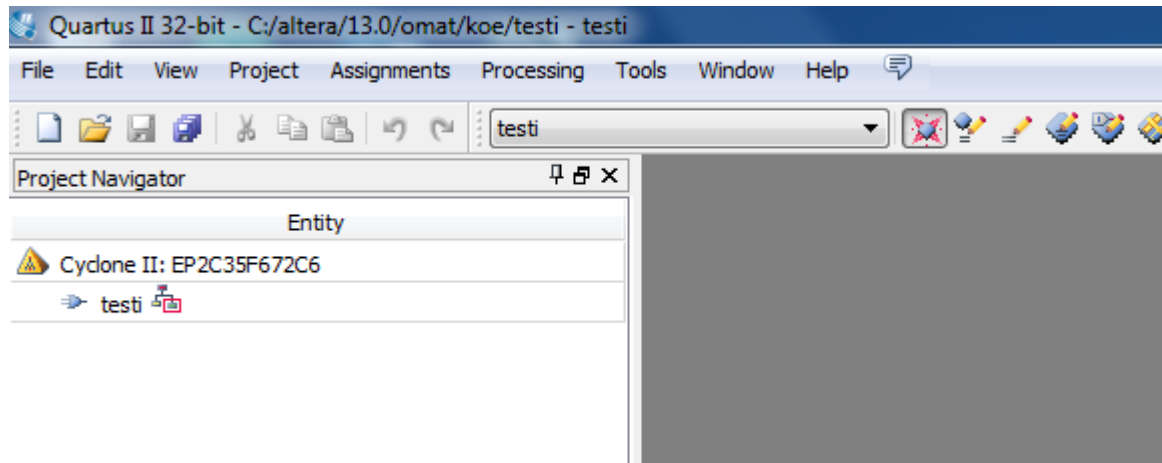 Quartus II 32-bit - C:/altera/13.0/omat/koe/testi - testi
File Edit View Project Assignments Processing Tools Window Help
testi
Project Navigator
Entity
Cyclone II: EP2C35F672C6
testi